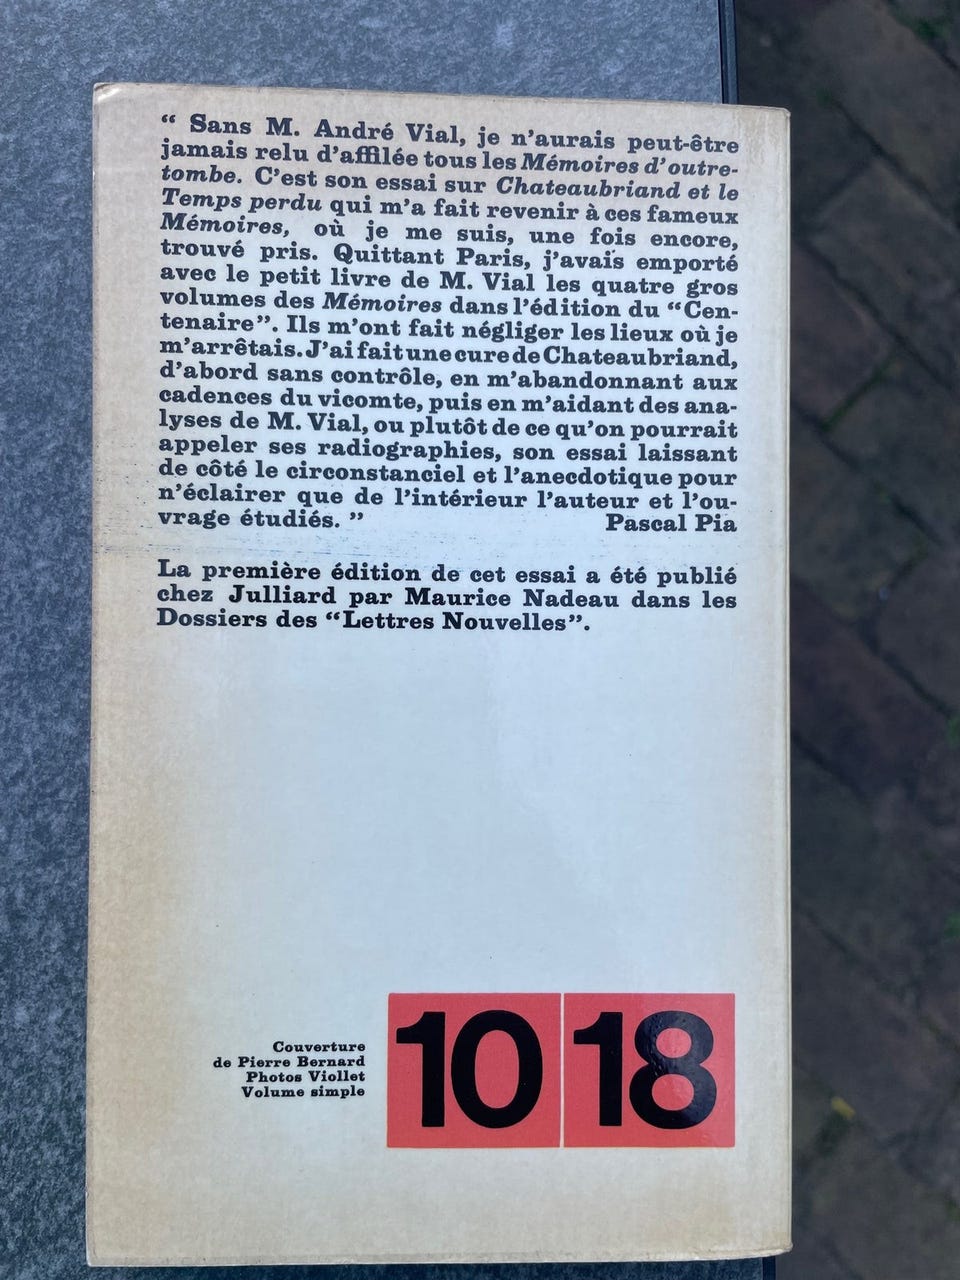 “ Sans M. André Vial, je n’aurais peut-être
jamais relu d’affilée tous les Mémoires d’outre-
tombe. C’est son essai sur Chateaubriand et le
Temps perdu qui m’a fait revenir à ces fameux
Mémoires, où je me suis, une fois encore,
trouvé pris. Quittant Paris, j’avais emporté
avec le petit livre de M. Vial les quatre gros
volumes des Mémoires dans l’édition du “Cen-
tenaire”. Ils m’ont fait négliger les lieux où je
m’arrêtais. J’ai fait une cure de Chateaubriand,
d’abord sans contrôle, en m’abandonnant aux
cadences du vicomte, puis en m’aidant des ana-
lyses de M. Vial, ou plutôt de ce qu’on pourrait
appeler ses radiographies, son essai laissant
de côté le circonstanciel et l’anecdotique pour
n’éclairer que de l’intérieur l’auteur et l’ou-
vrage étudiés. ” Pascal Pia
La première édition de cet essai a été publié
chez Julliard par Maurice Nadeau dans les
Dossiers des “Lettres Nouvelles”.
Couverture
de Pierre Bernard
Photos Viollet
Volume simple
10 18